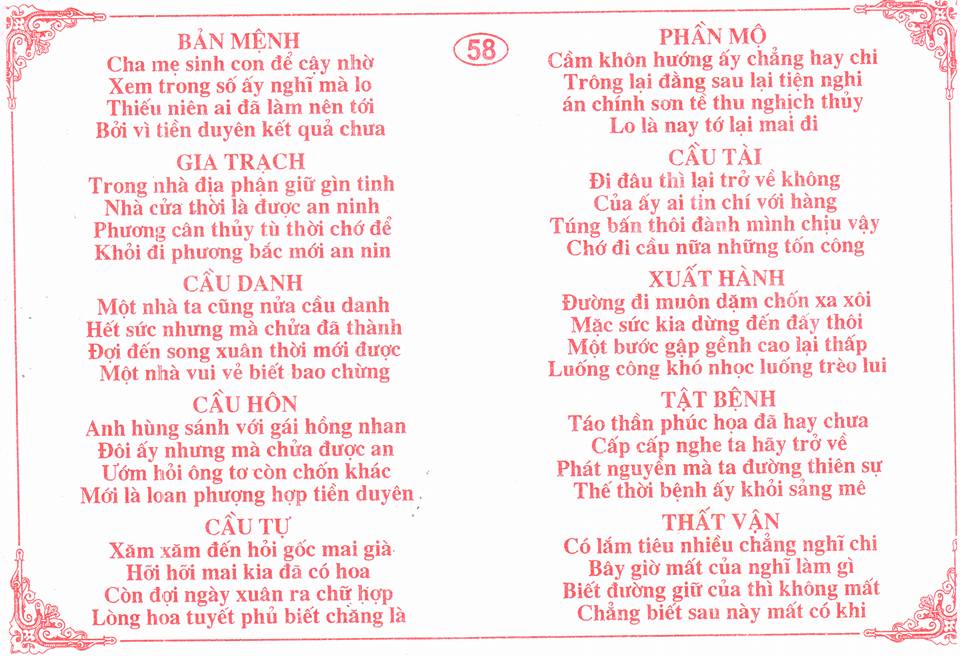 58
BẢN MỆNH
Cha mẹ sinh con để cậy nhờ
Xem trong số ấy nghĩ mà lo
Thiếu niên ai đã làm nên tới
Bởi vì tiền duyên kết quả chưa
GIA TRẠCH
Trong nhà địa phận giữ gìn tinh
Nhà cửa thời là được an ninh
Phương cân thủy tù thời chớ để
Khỏi đi phương bắc mới an nin
CẦU DANH
Một nhà ta cũng nửa cầu danh
Hết sức nhưng mà chửa đã thành
Đợi đến song xuân thời mới được
Một nhà vui vẻ biết bao chừng
CẦU HÔN
Anh hùng sánh với gái hồng nhan
Đôi ấy nhưng mà chửa được an
Ướm hỏi ông tơ còn chốn khác
Mới là loan phượng hợp tiền duyên
CẦU TỰ
Xăm xăm đến hỏi gốc mai già
Hỡi hỡi mai kia đã có hoa
Còn đợi ngày xuân ra chữ hợp
Lòng hoa tuyết phủ biết chăng là
PHẦN MỘ
Cầm khôn hướng ấy chẳng hay chi
Trông lại đằng sau lại tiện nghi
án chính sơn tề thu nghịch thủy
Lo là nay tớ lại mai đi
CẦU TÀI
Đi đâu thì lại trở về không
Của ấy ai tin chí với hàng
Túng bấn thôi đành mình chịu vậy
Chớ đi cầu nữa những tốn công
XUẤT HÀNH
Đường đi muôn dặm chốn xa xôi
Mặc sức kia dừng đến đấy thôi
Một bước gập gềnh cao lại thấp
Luống công khó nhọc luống trèo lui
TẬT BỆNH
Táo thần phúc họa đã hay chưa
Cấp cấp nghe ta hãy trở về
Phát nguyền mà ta đường thiên sự
Thế thời bệnh ấy khỏi sảng mê
THẤT VẬN
Có lắm tiêu nhiều chẳng nghĩ chi
Bây giờ mất của nghĩ làm gì
Biết đường giữ của thì không mất
Chẳng biết sau này mất có khi